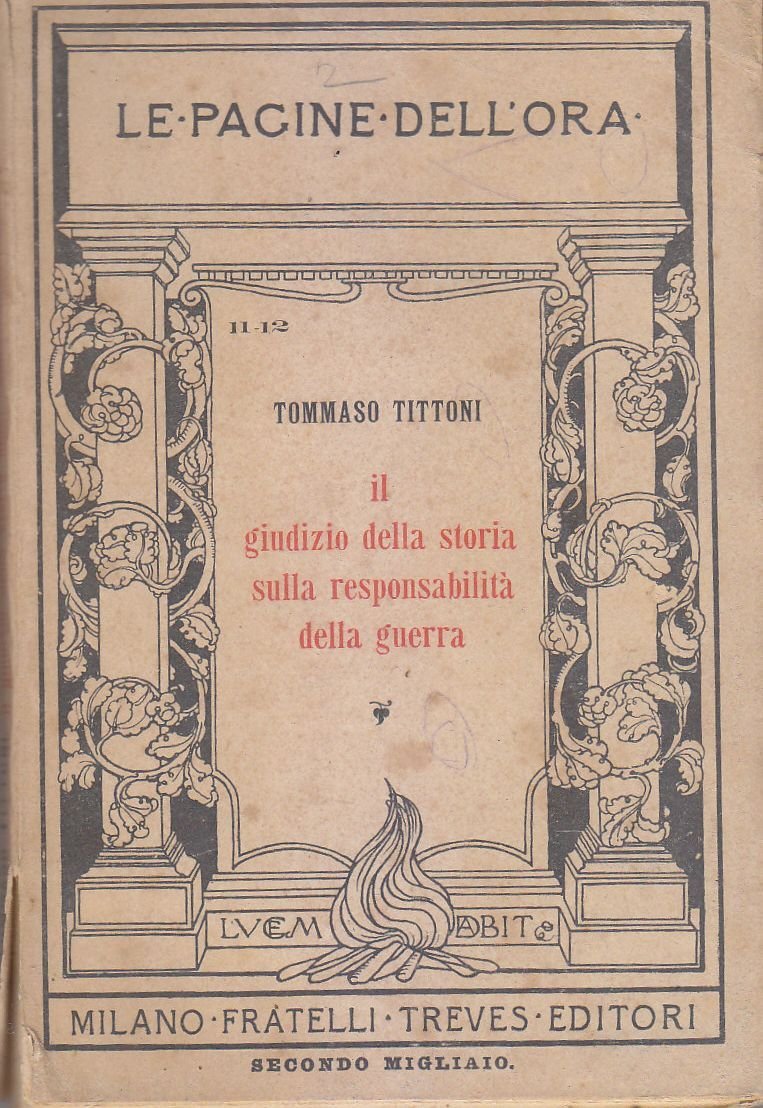 LE·PAGINE·DELL'ORA·
11-12
TOMMASO TITTONI
il
giudizio della storia
sulla responsabilità
della guerra
LVCEM DABIT
MILANO·FRATELLI·TREVES·EDITORI
SECONDO MIGLIAIO.